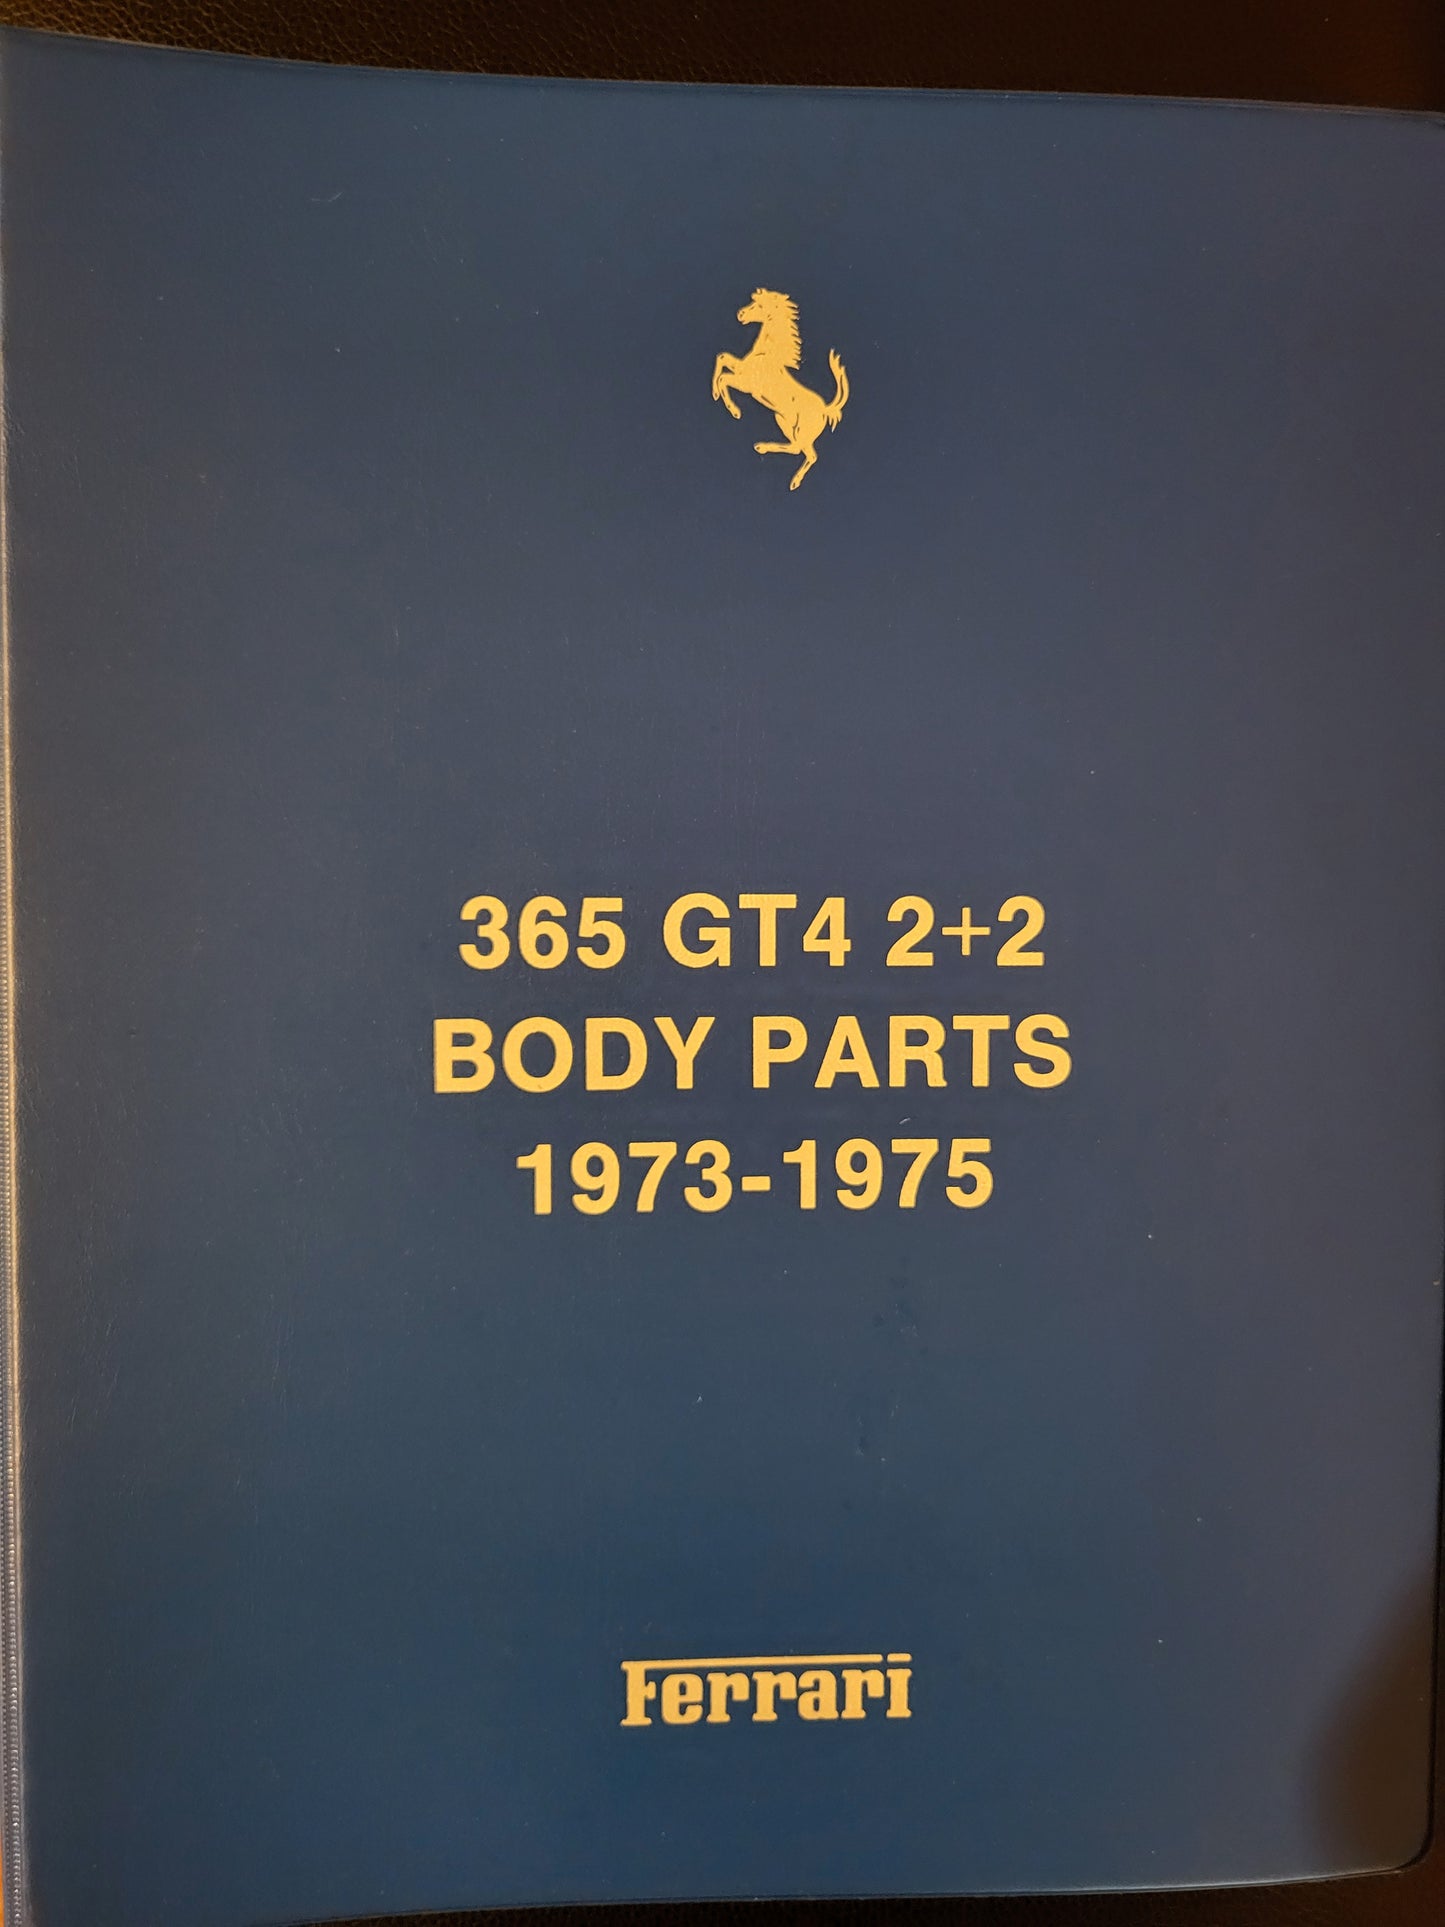 365 GT4 2+2
BODY PARTS
1973-1975
Ferrari